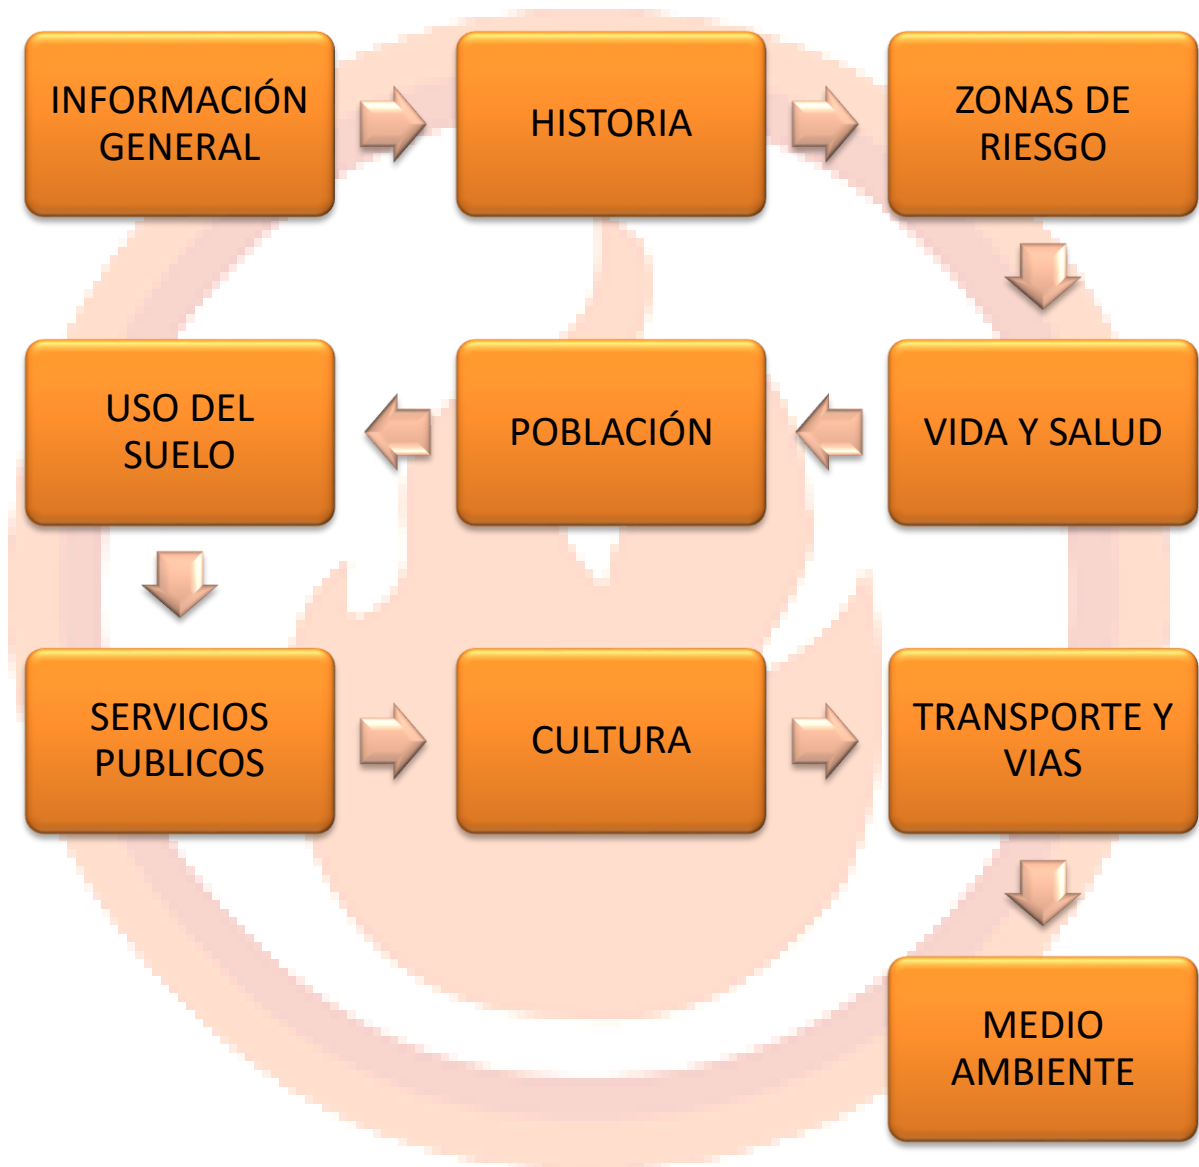 INFORMACIÓN
GENERAL
HISTORIA
ZONAS DE
RIESGO
VIDA Y SALUD
POBLACIÓN
USO DEL
SUELO
SERVICIOS
PUBLICOS
CULTURA
TRANSPORTE Y
VIAS
MEDIO
AMBIENTE